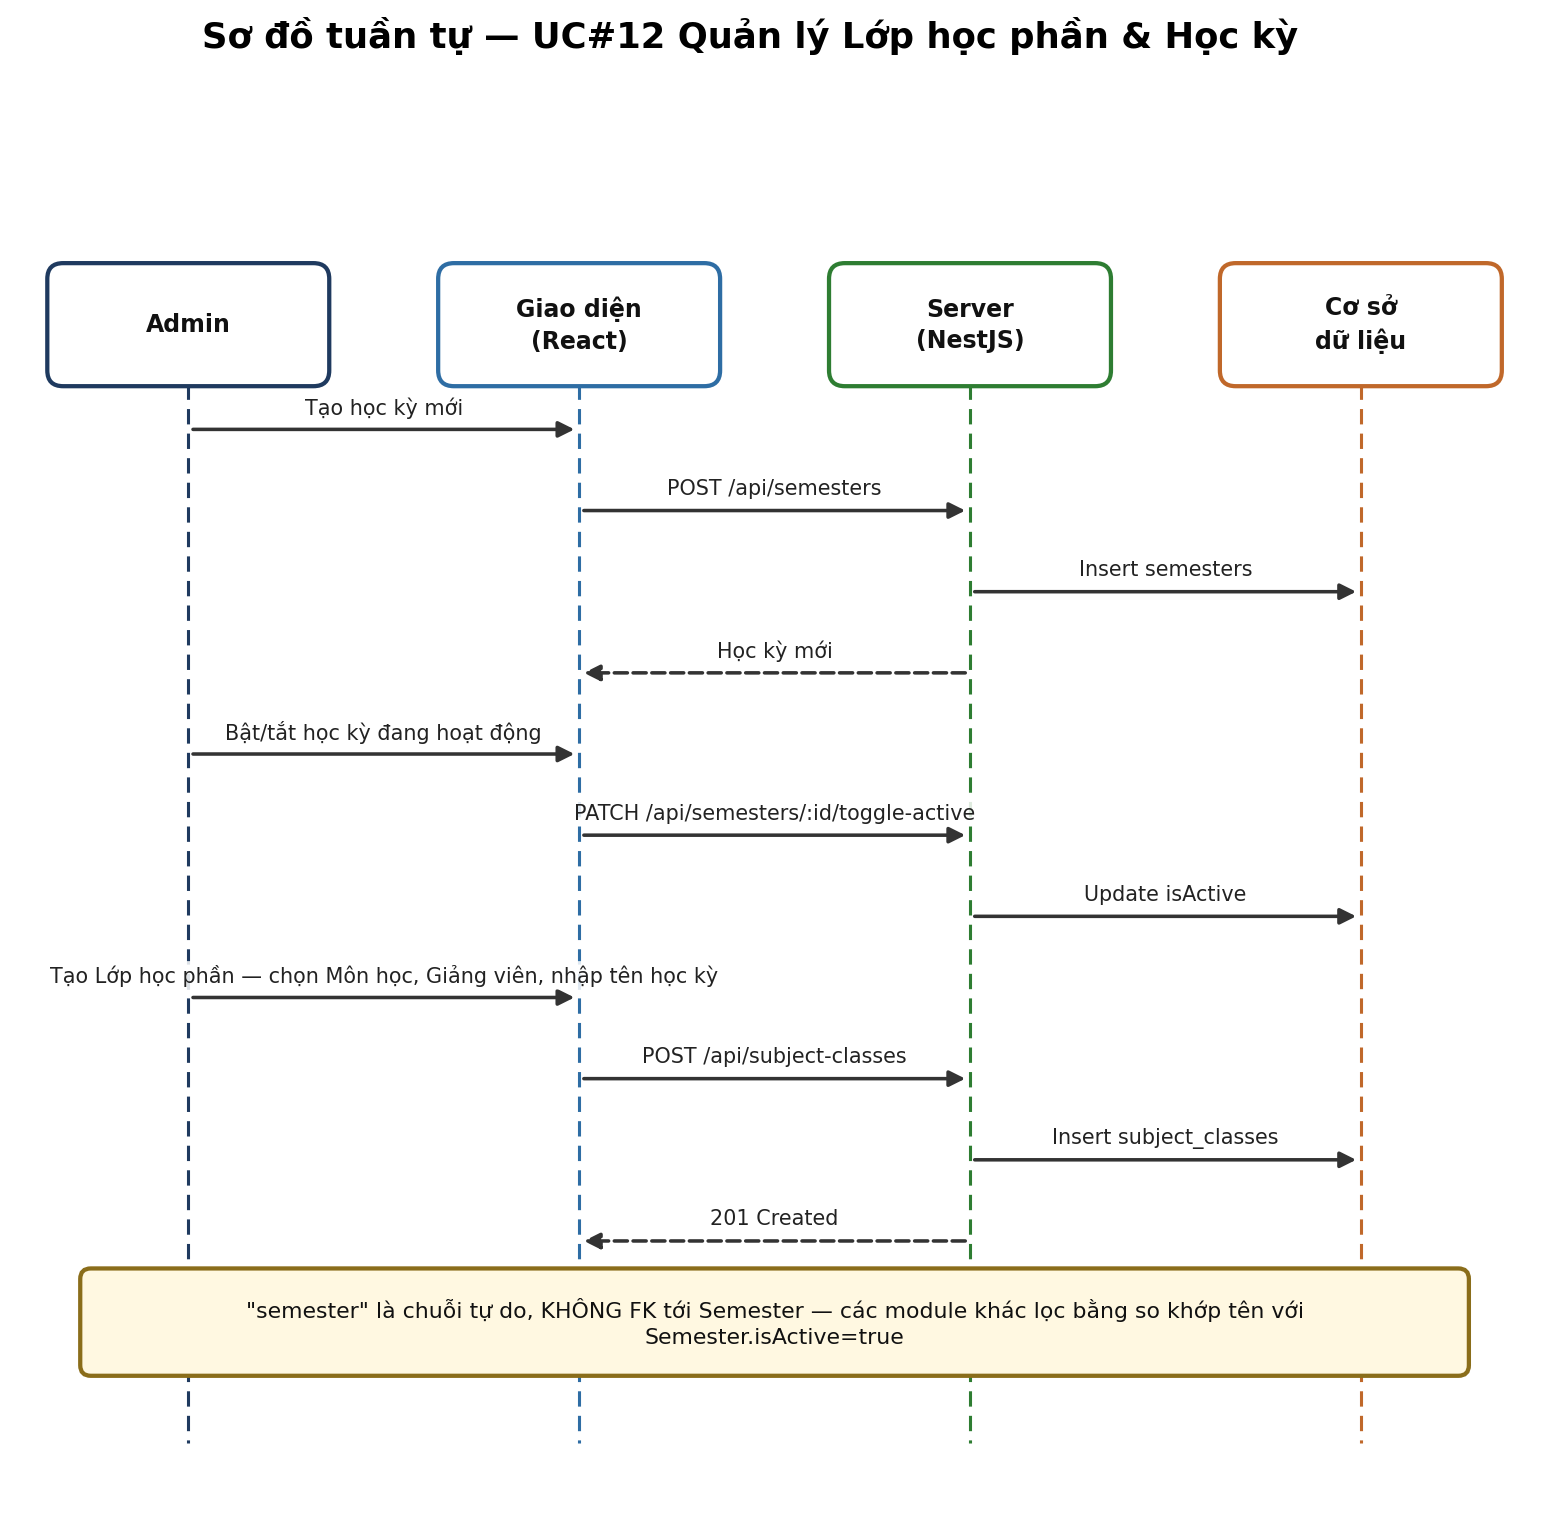 Sơ đồ tuần tự — UC#12 Quản lý Lớp học phần & Học kỳ
Admin
Giao diện
(React)
Server
(NestJS)
Cơ sở
dữ liệu
Tạo học kỳ mới
POST /api/semesters
Insert semesters
Học kỳ mới
Bật/tắt học kỳ đang hoạt động
PATCH /api/semesters/:id/toggle-active
Update isActive
Tạo Lớp học phần — chọn Môn học, Giảng viên, nhập tên học kỳ
POST /api/subject-classes
Insert subject_classes
201 Created
"semester" là chuỗi tự do, KHÔNG FK tới Semester — các module khác lọc bằng so khớp tên với
Semester.isActive=true